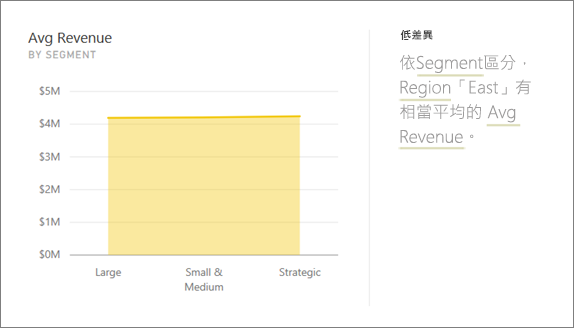 Avg Revenue
BY SEGMENT
$5M
$4M
$3M
$2M
$1M
$0M
Large
Small &
Medium
Strategic
低差異
依Segment區分，
Region「East」有
相當平均的 Avg
Revenue。